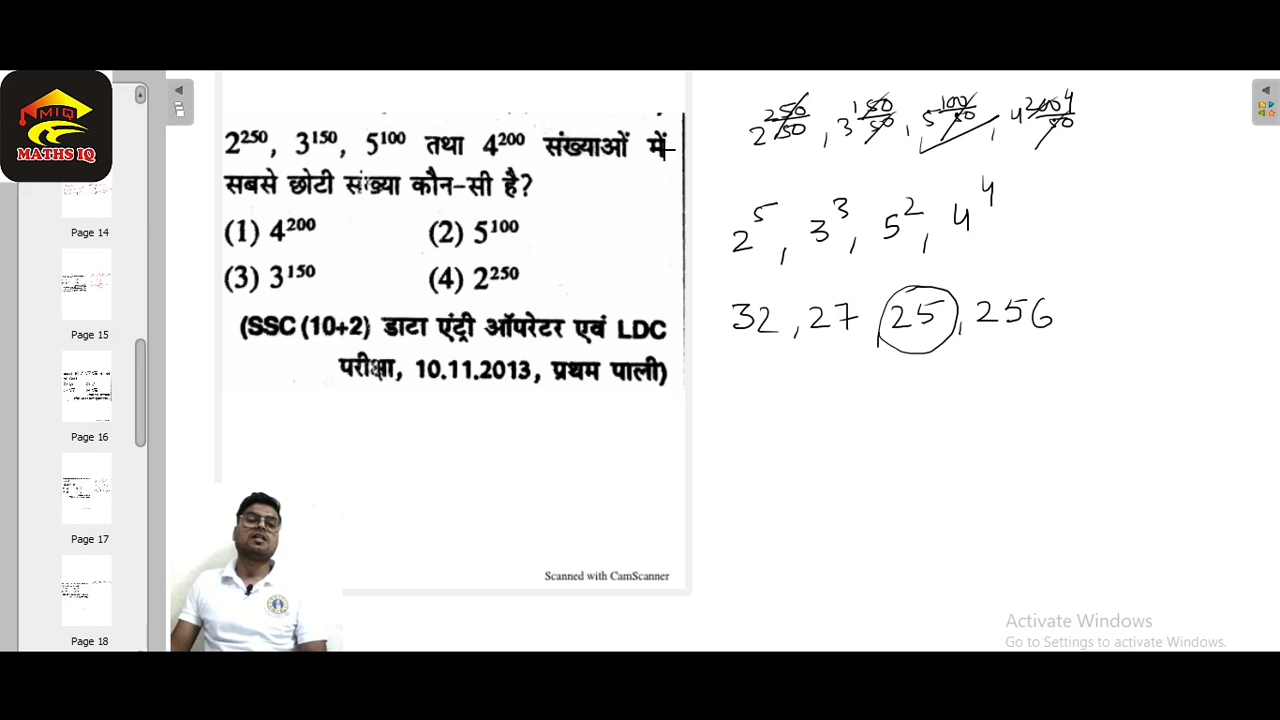 MIQ
MATHS IQ
Page 14
Page 15
Page 16
Page 17
Page 18
2²⁵⁰, 3¹⁵⁰, 5¹⁰⁰ तथा 4²⁰⁰ संख्याओं में
सबसे छोटी संख्या कौन-सी है?
(1) 4²⁰⁰ (2) 5¹⁰⁰
(3) 3¹⁵⁰ (4) 2²⁵⁰
(SSC (10+2) डाटा एंट्री ऑपरेटर एवं LDC
परीक्षा, 10.11.2013, प्रथम पाली)
Scanned with CamScanner
2⁵, 3³, 5², 4⁴
32, 27, 25, 256
Activate Windows
Go to Settings to activate Windows.